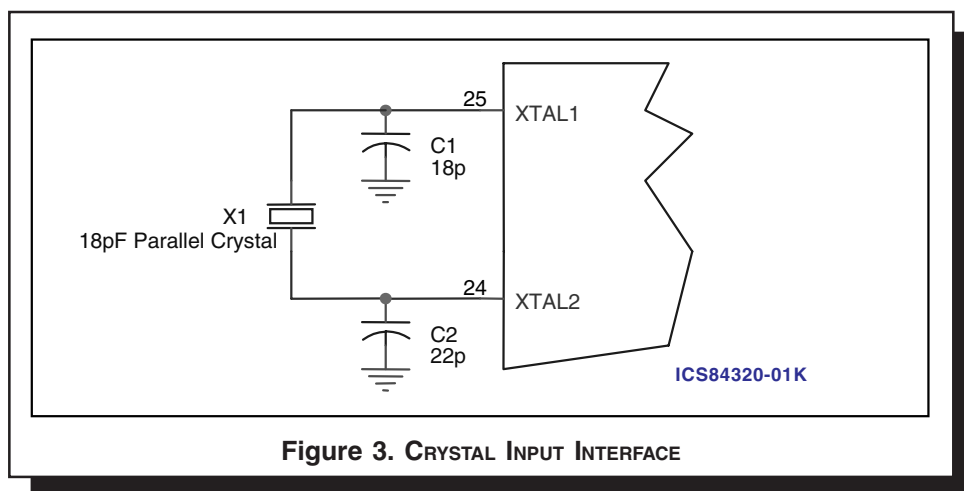 25
XTAL1
C1
18p
X1
18pF Parallel Crystal
24
XTAL2
C2
22p
ICS84320-01K
Figure 3. CRYSTAL INPUT INTERFACE